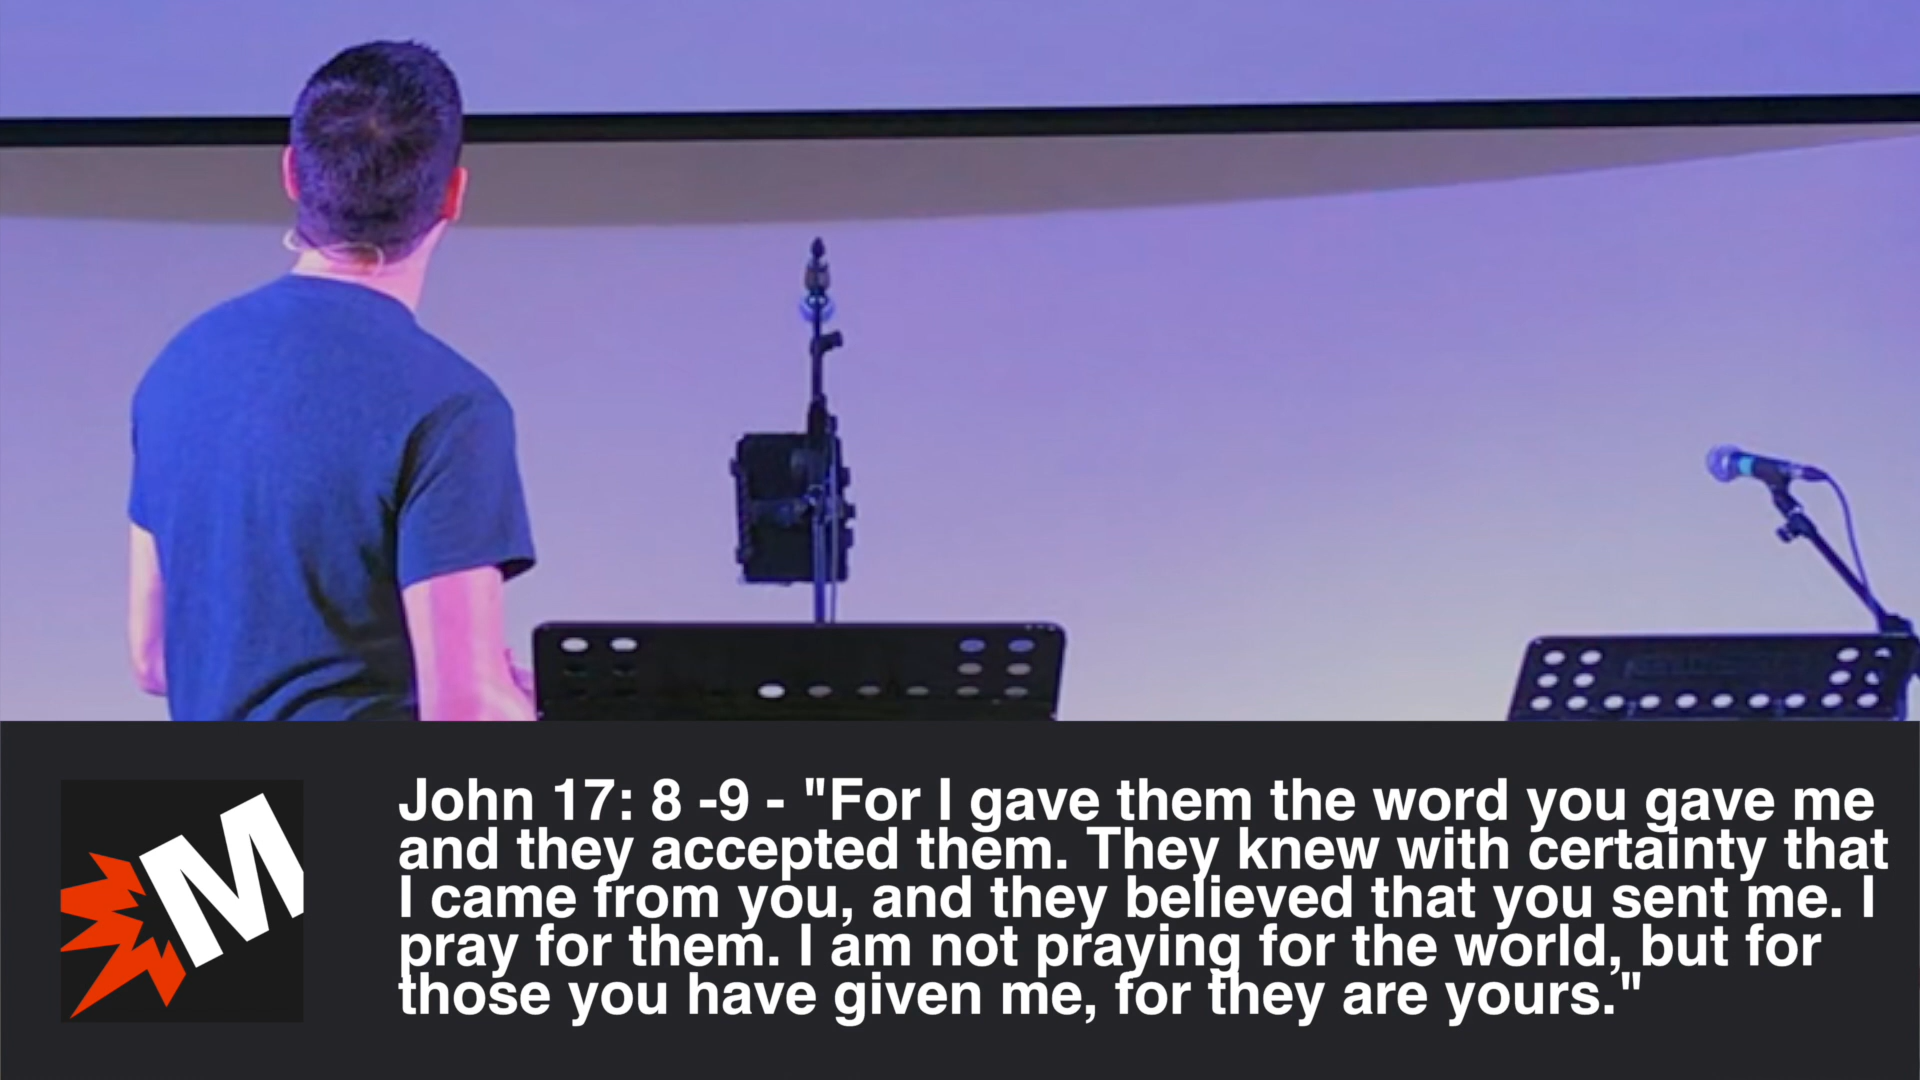 John 17: 8 -9 - "For I gave them the word you gave me
and they accepted them. They knew with certainty that
I came from you, and they believed that you sent me. I
pray for them. I am not praying for the world, but for
those you have given me, for they are yours."
M